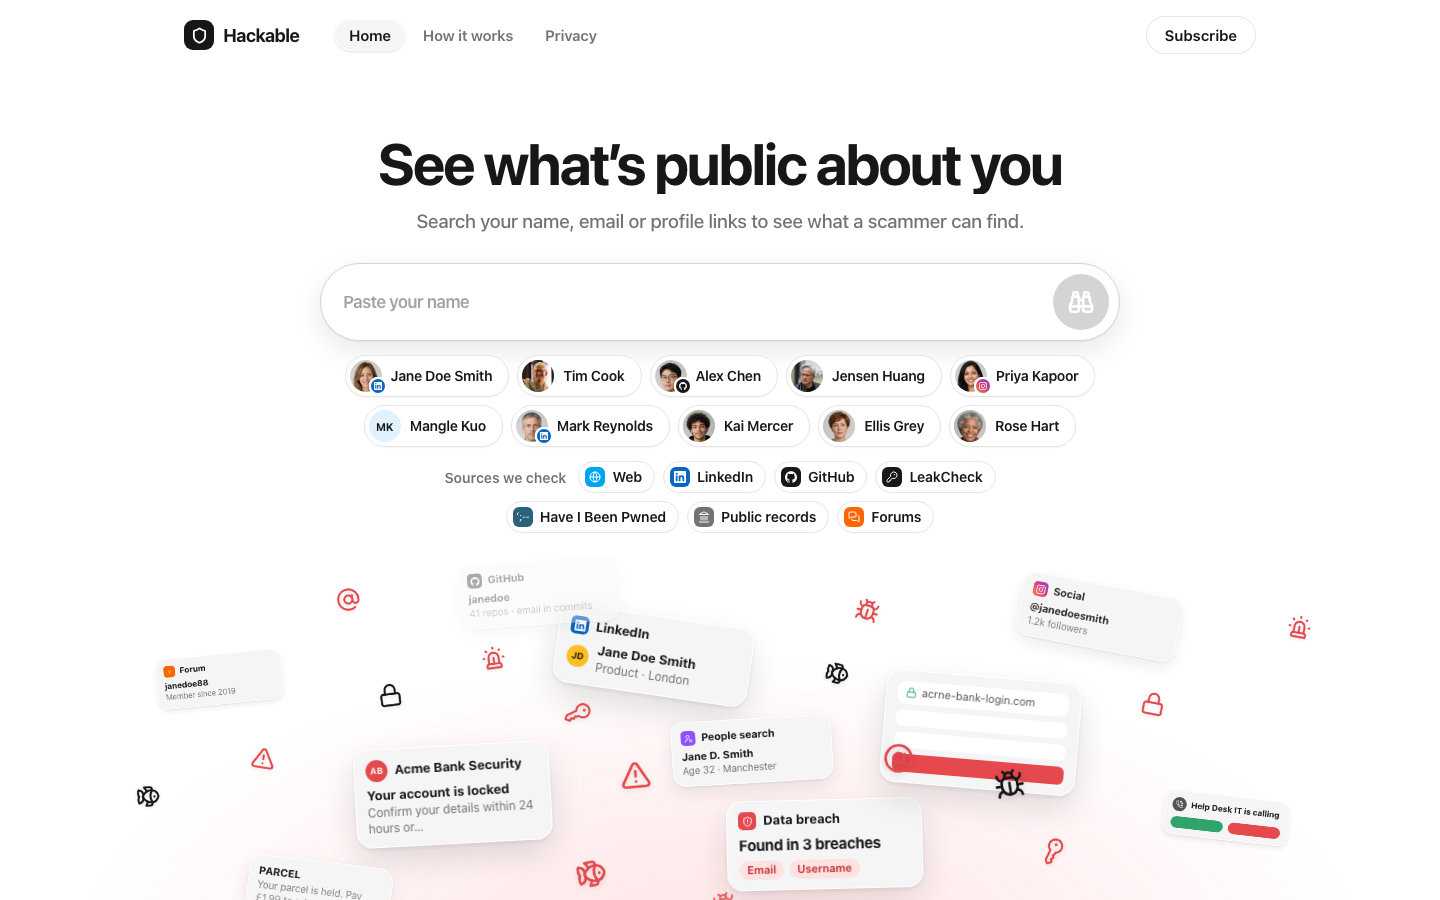 Hackable
Home
How it works
Privacy
Subscribe
See what's public about you
Search your name, email or profile links to see what a scammer can find.
Paste your name
Jane Doe Smith
Tim Cook
Alex Chen
Jensen Huang
Priya Kapoor
MK
Mangle Kuo
Mark Reynolds
Kai Mercer
Ellis Grey
Rose Hart
Sources we check
Web
LinkedIn
GitHub
LeakCheck
Have I Been Pwned
Public records
Forums
GitHub
janedoe
41 repos · email in commits
LinkedIn
JD
Jane Doe Smith
Product · London
Social
@janedoesmith
1.2k followers
Forum
janedoe88
Member since 2019
acrne-bank-login.com
People search
Jane D. Smith
Age 32 · Manchester
AB
Acme Bank Security
Your account is locked
Confirm your details within 24
hours or...
Help Desk IT is calling
Data breach
Found in 3 breaches
Email
Username
PARCEL
Your parcel is held. Pay